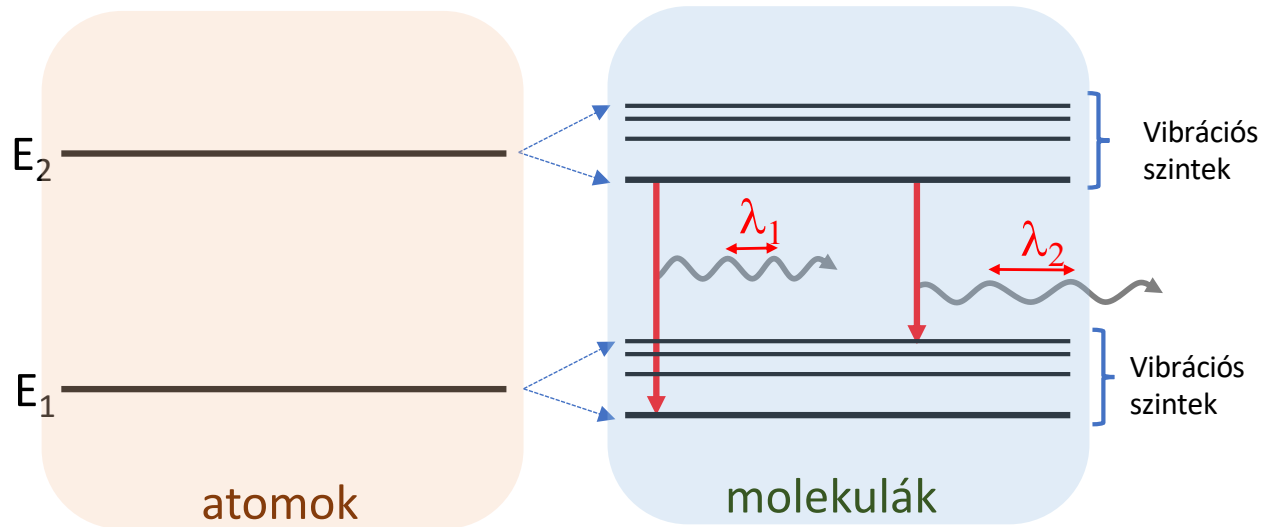 E₂
E₁
atomok
λ₁
λ₂
Vibrációs
szintek
Vibrációs
szintek
molekulák